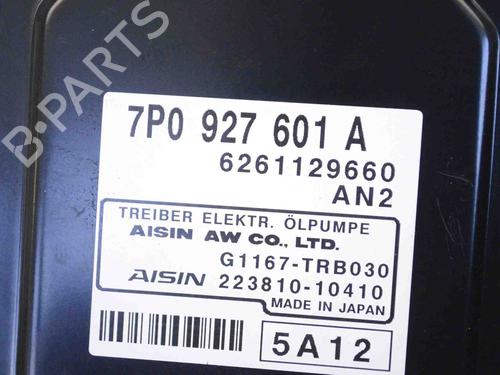 B-PARTS
7P0 927 601 A
6261129660
AN2
TREIBER ELEKTR. ÖLPUMPE
AISIN AW CO., LTD.
G1167-TRB030
AISIN 223810-10410
MADE IN JAPAN
5A12